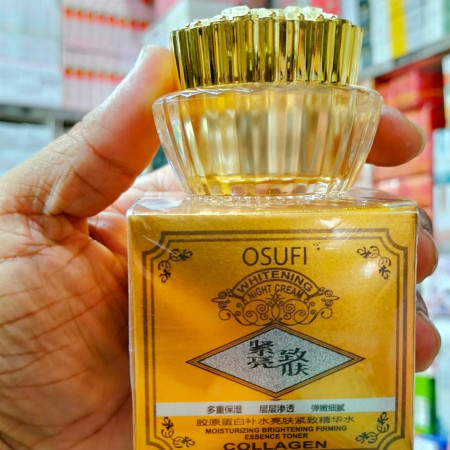 OSUFI
WHITENING
NIGHT CREAM
紧致
亮肤
多重保湿 层层渗透 弹嫩细腻
胶原蛋白补水亮肤紧致精华水
MOISTURIZING BRIGHTENING FIRMING
ESSENCE TONER
COLLAGEN